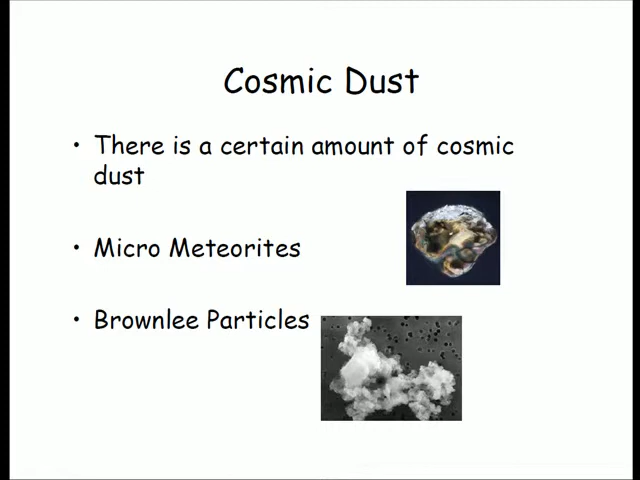 Cosmic Dust
• There is a certain amount of cosmic
dust
• Micro Meteorites
• Brownlee Particles